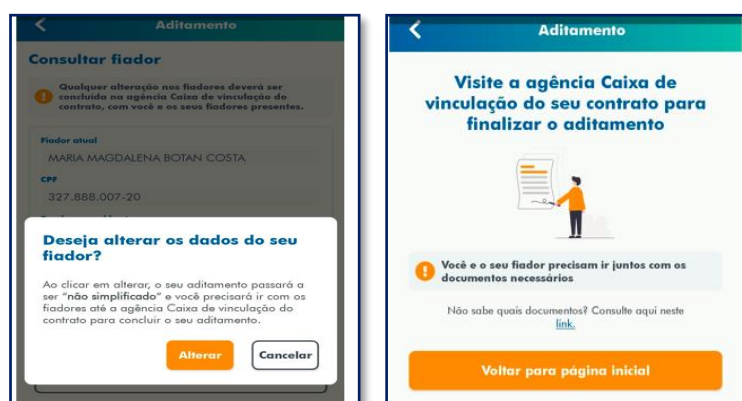 Aditamento
Consultar fiador
Qualquer alteração nos fiadores deverá ser
concluída na agência Caixa de vinculação do
contrato, com você e os seus fiadores presentes.
Fiador atual
MARIA MAGDALENA BOTAN COSTA
CPF
327.888.007-20
Deseja alterar os dados do seu
fiador?
Ao clicar em alterar, o seu aditamento passará a
ser "não simplificado" e você precisará ir com os
fiadores até a agência Caixa de vinculação do
contrato para concluir o seu aditamento.
Alterar
Cancelar
Aditamento
Visite a agência Caixa de
vinculação do seu contrato para
finalizar o aditamento
Você e o seu fiador precisam ir juntos com os
documentos necessários
Não sabe quais documentos? Consulte aqui neste
link.
Voltar para página inicial